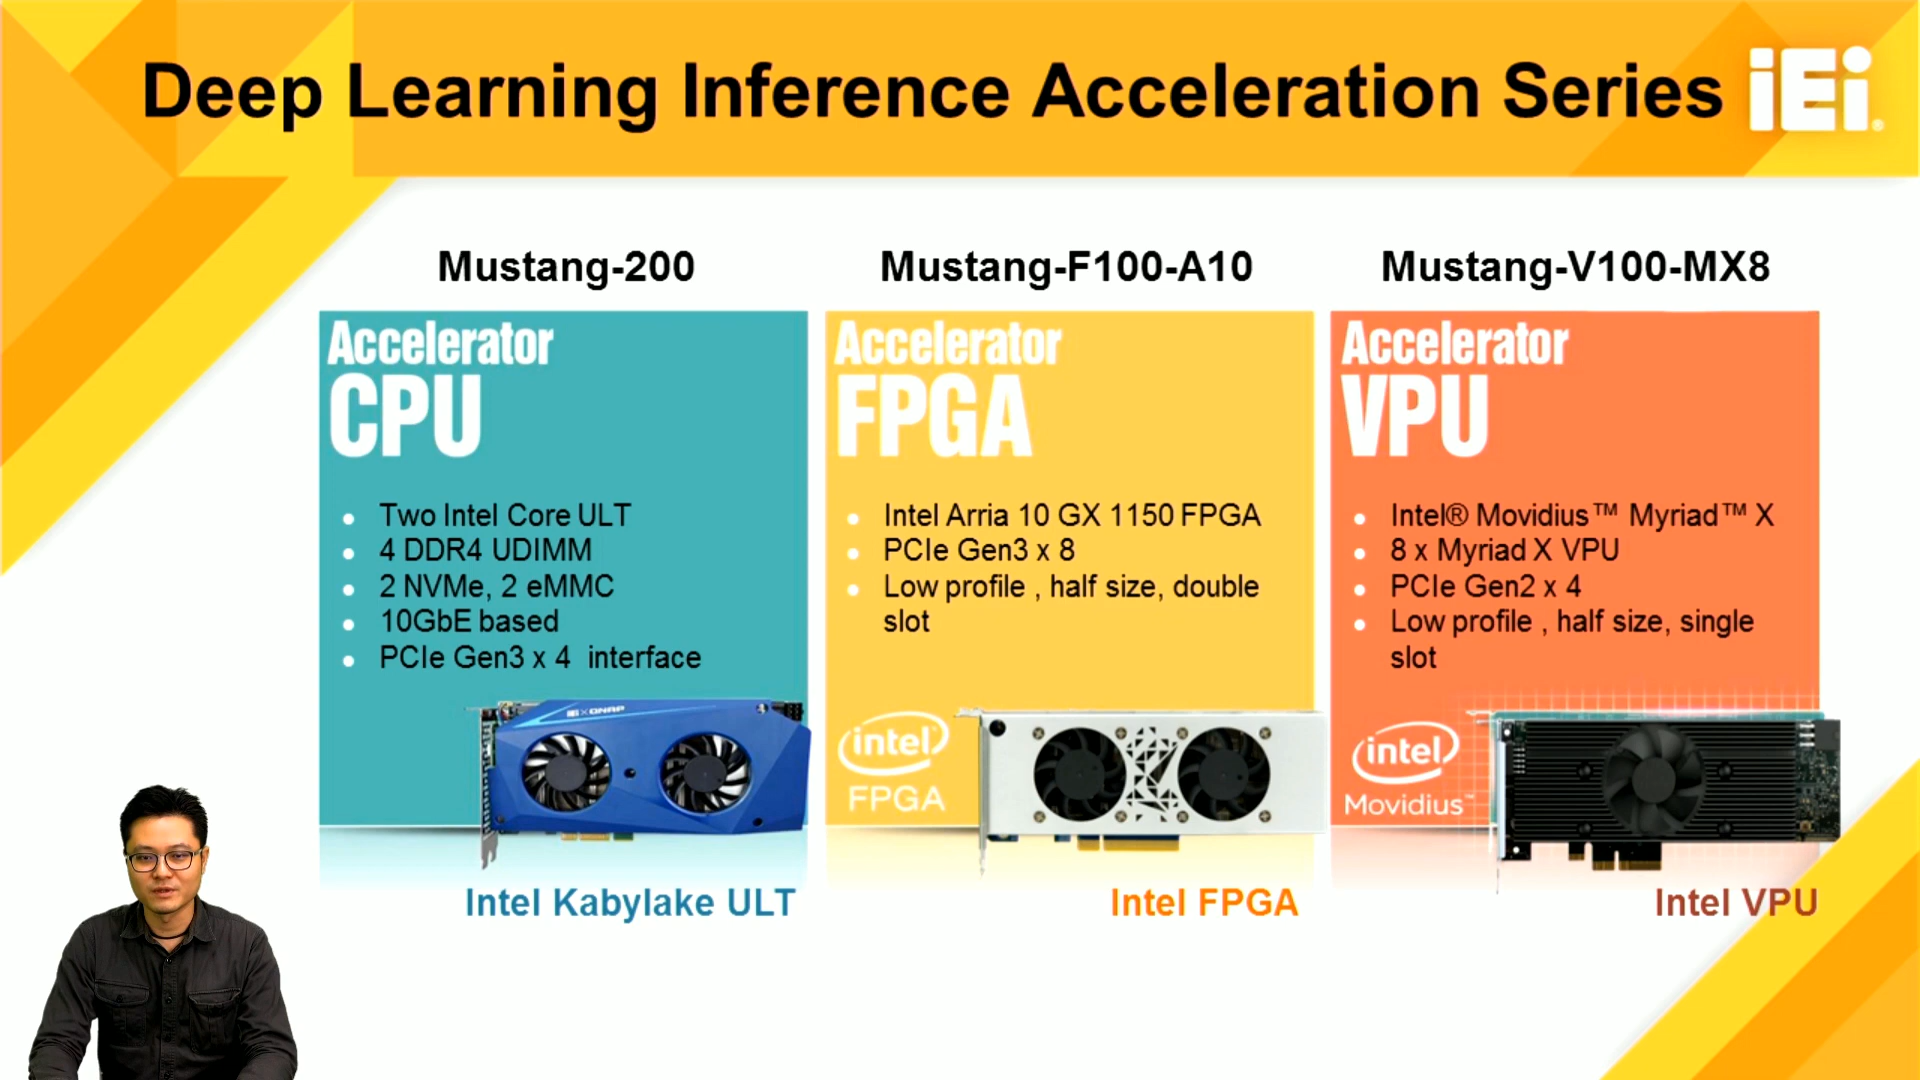 Deep Learning Inference Acceleration Series
iEi®
Mustang-200
Accelerator
CPU
Two Intel Core ULT
4 DDR4 UDIMM
2 NVMe, 2 eMMC
10GbE based
PCIe Gen3 x 4 interface
iEi x QNAP
Intel Kabylake ULT
Mustang-F100-A10
Accelerator
FPGA
Intel Arria 10 GX 1150 FPGA
PCIe Gen3 x 8
Low profile , half size, double
slot
intel
FPGA
Intel FPGA
Mustang-V100-MX8
Accelerator
VPU
Intel® Movidius™ Myriad™ X
8 x Myriad X VPU
PCIe Gen2 x 4
Low profile , half size, single
slot
intel
Movidius™
Intel VPU